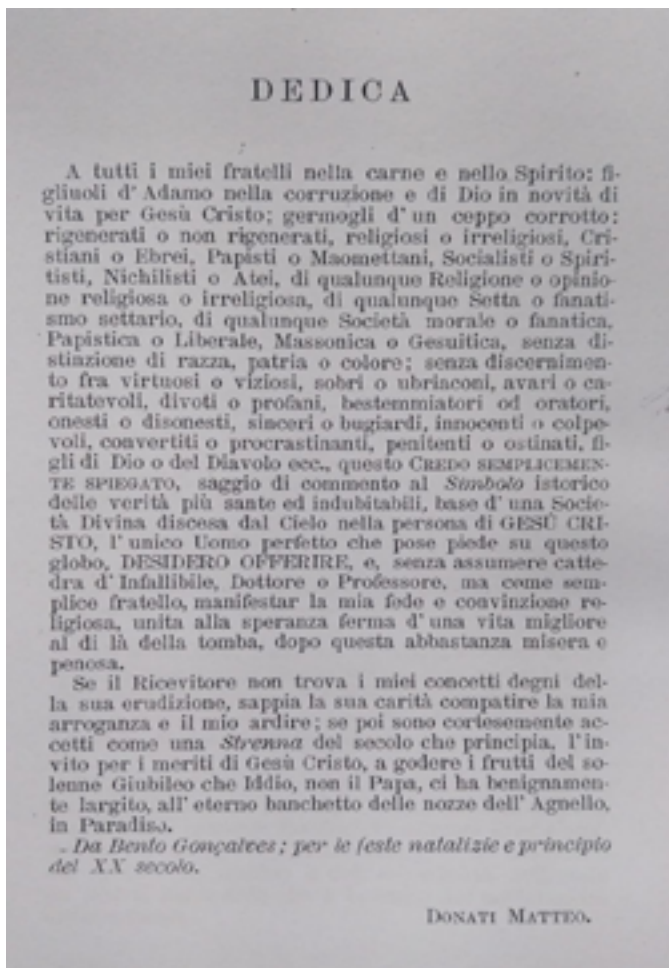 DEDICA
A tutti i miei fratelli nella carne e nello Spirito: fi-
gliuoli d' Adamo nella corruzione e di Dio in novità di
vita per Gesù Cristo; germogli d' un ceppo corrotto:
rigenerati o non rigenerati, religiosi o irreligiosi, Cri-
stiani o Ebrei, Papisti o Maomettani, Socialisti o Spiri-
tisti, Nichilisti o Atei, di qualunque Religione o opinio-
ne religiosa o irreligiosa, di qualunque Setta o fanati-
smo settario, di qualunque Società morale o fanatica,
Papistica o Liberale, Massonica o Gesuitica, senza di-
stinzione di razza, patria o colore; senza discernimen-
to fra virtuosi o viziosi, sobri o ubriaconi, avari o ca-
ritatevoli, divoti o profani, bestemmiatori od oratori,
onesti o disonesti, sinceri o bugiardi, innocenti o colpe-
voli, convertiti o procrastinanti, penitenti o ostinati, fi-
gli di Dio o del Diavolo ecc., questo CREDO SEMPLICEMEN-
TE SPIEGATO, saggio di commento al Simbolo istorico
delle verità più sante ed indubitabili, base d' una Socie-
tà Divina discesa dal Cielo nella persona di GESÙ CRI-
STO, l' unico Uomo perfetto che pose piede su questo
globo, DESIDERO OFFERIRE, e, senza assumere catte-
dra d' Infallibile, Dottore o Professore, ma come sem-
plice fratello, manifestar la mia fede e convinzione re-
ligiosa, unita alla speranza ferma d' una vita migliore
al di là della tomba, dopo questa abbastanza misera e
penosa.
Se il Ricevitore non trova i miei concetti degni del-
la sua erudizione, sappia la sua carità compatire la mia
arroganza e il mio ardire; se poi sono cortesemente ac-
cetti come una Strenna del secolo che principia, l' in-
vito per i meriti di Gesù Cristo, a godere i frutti del so-
lenne Giubileo che Iddio, non il Papa, ci ha benignamen-
te largito, all' eterno banchetto delle nozze dell' Agnello,
in Paradiso.
Da Bento Gonçalves; per le feste natalizie e principio
del XX secolo.
DONATI MATTEO.